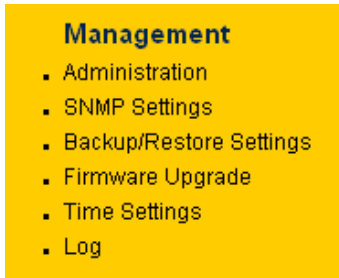 Management
Administration
SNMP Settings
Backup/Restore Settings
Firmware Upgrade
Time Settings
Log